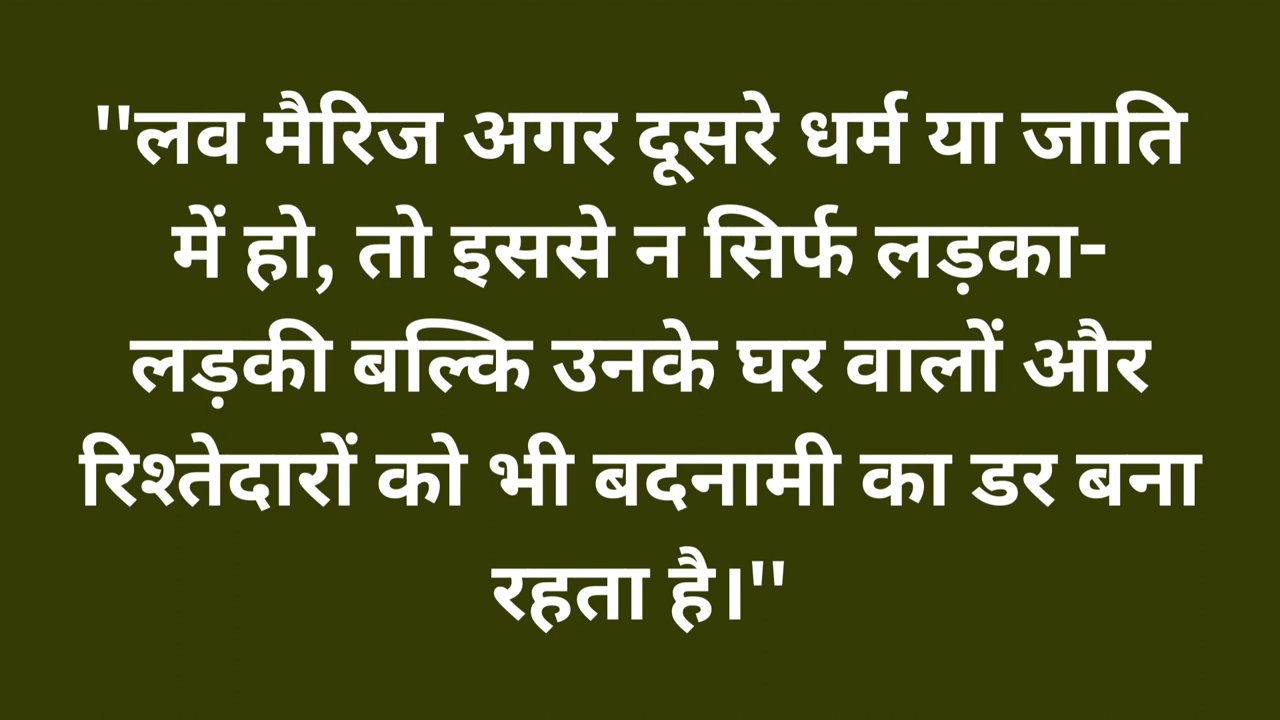 "लव मैरिज अगर दूसरे धर्म या जाति
में हो, तो इससे न सिर्फ लड़का-
लड़की बल्कि उनके घर वालों और
रिश्तेदारों को भी बदनामी का डर बना
रहता है।"